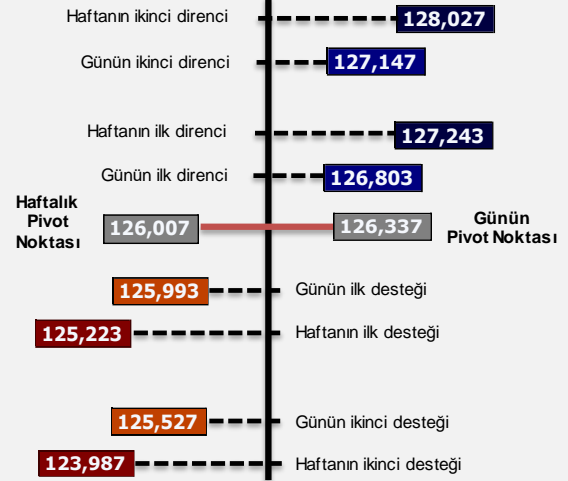 Haftanın ikinci direnci
128,027
Günün ikinci direnci
127,147
Haftanın ilk direnci
127,243
Günün ilk direnci
126,803
Haftalık
Pivot
Noktası
126,007
126,337
Günün
Pivot Noktası
125,993
Günün ilk desteği
125,223
Haftanın ilk desteği
125,527
Günün ikinci desteği
123,987
Haftanın ikinci desteği